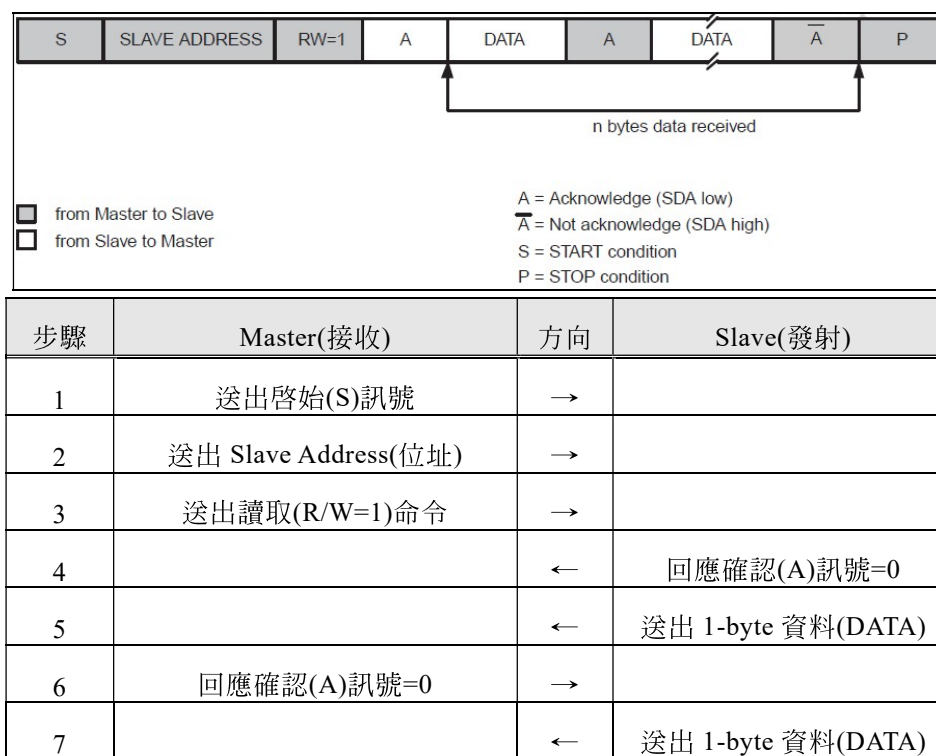 S SLAVE ADDRESS RW=1 A DATA A DATA A̅ P
n bytes data received
from Master to Slave
from Slave to Master
A = Acknowledge (SDA low)
A̅ = Not acknowledge (SDA high)
S = START condition
P = STOP condition
步驟 Master(接收) 方向 Slave(發射)
1 送出啓始(S)訊號 →
2 送出 Slave Address(位址) →
3 送出讀取(R/W=1)命令 →
4 ← 回應確認(A)訊號=0
5 ← 送出 1-byte 資料(DATA)
6 回應確認(A)訊號=0 →
7 ← 送出 1-byte 資料(DATA)